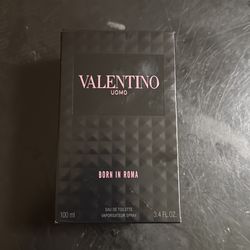 VALENTINO
UOMO
BORN IN ROMA
EAU DE TOILETTE
VAPORISATEUR SPRAY
100 ml
3.4 FL.OZ.